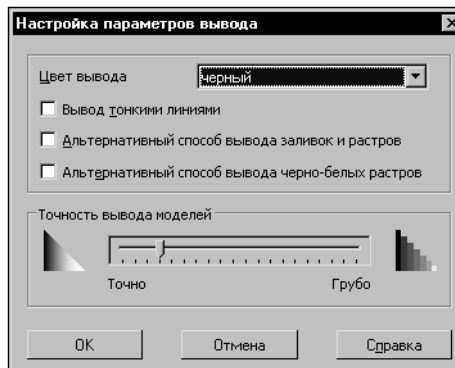 Настройка параметров вывода
Цвет вывода черный
Вывод тонкими линиями
Альтернативный способ вывода заливок и растров
Альтернативный способ вывода черно-белых растров
Точность вывода моделей
Точно Грубо
ОК Отмена Справка